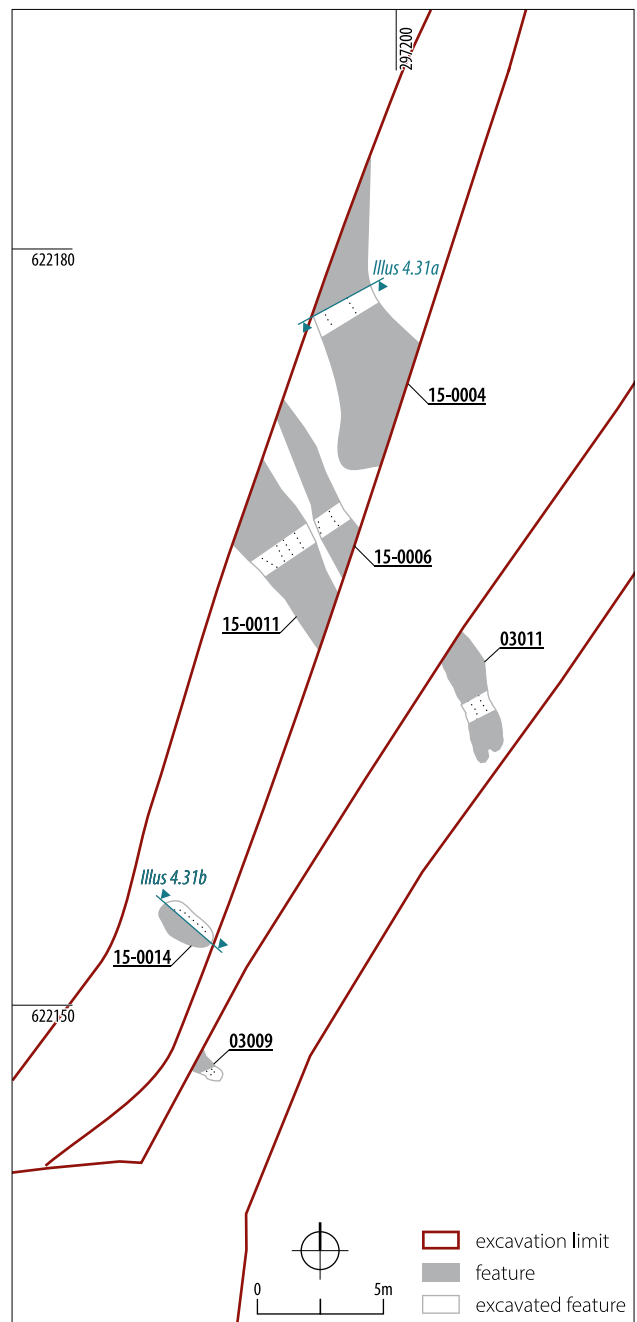 297200
622180
Illus 4.31a
15-0004
15-0006
15-0011
03011
Illus 4.31b
15-0014
622150
03009
excavation limit
feature
0 5m
excavated feature